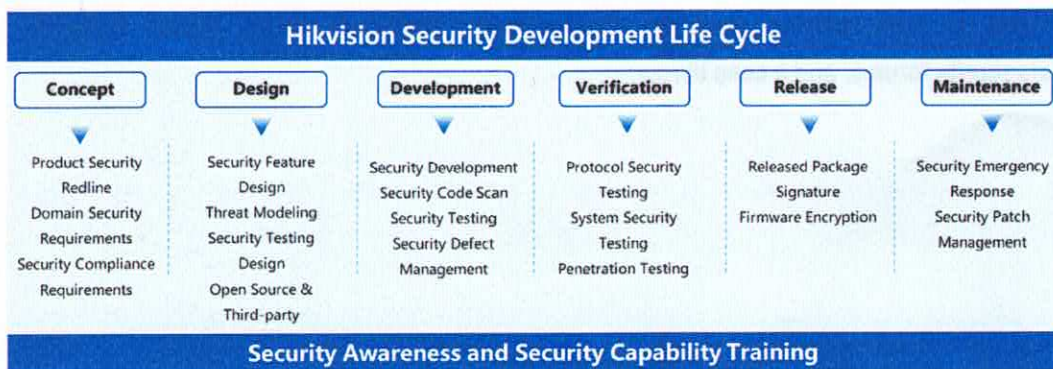 Hikvision Security Development Life Cycle
Concept
Design
Development
Verification
Release
Maintenance
Product Security
Redline
Domain Security
Requirements
Security Compliance
Requirements
Security Feature
Design
Threat Modeling
Security Testing
Design
Open Source &
Third-party
Security Development
Security Code Scan
Security Testing
Security Defect
Management
Protocol Security
Testing
System Security
Testing
Penetration Testing
Released Package
Signature
Firmware Encryption
Security Emergency
Response
Security Patch
Management
Security Awareness and Security Capability Training